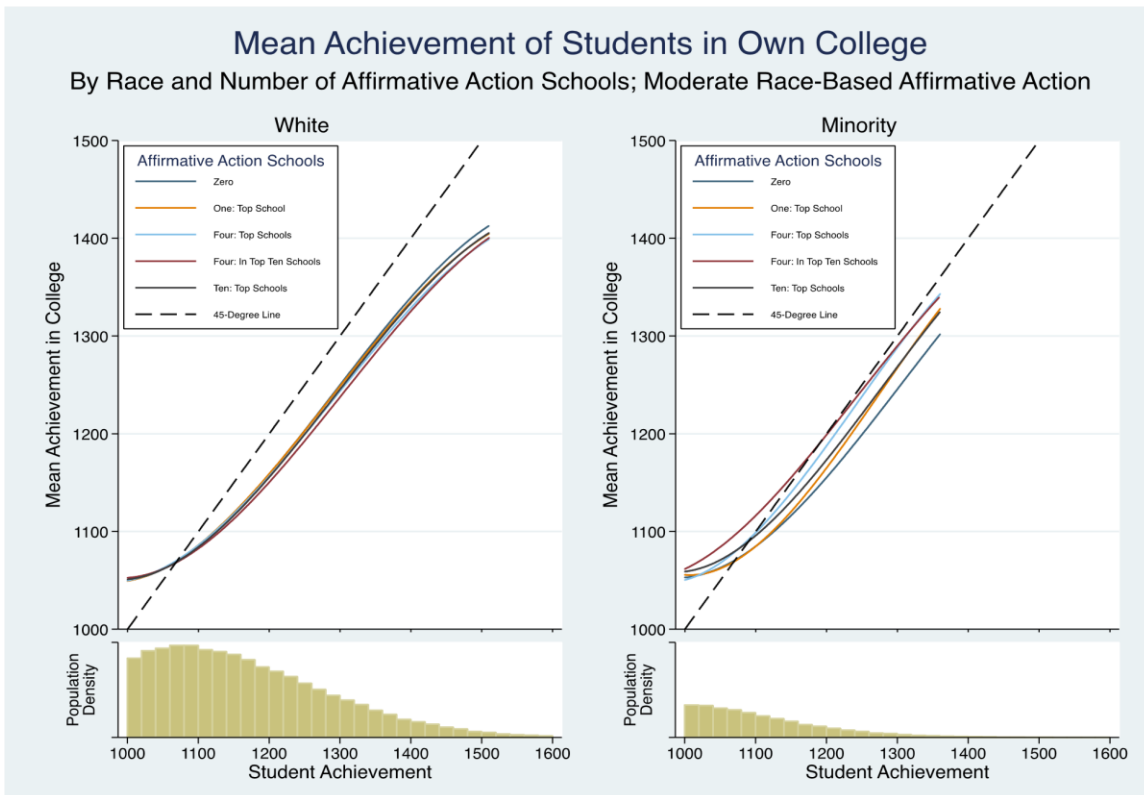 Mean Achievement of Students in Own College
By Race and Number of Affirmative Action Schools; Moderate Race-Based Affirmative Action
White
Mean Achievement in College
1500
1400
1300
1200
1100
1000
Affirmative Action Schools
Zero
One: Top School
Four: Top Schools
Four: In Top Ten Schools
Ten: Top Schools
45-Degree Line
Population
Density
1000 1100 1200 1300 1400 1500 1600
Student Achievement
Minority
Mean Achievement in College
1500
1400
1300
1200
1100
1000
Affirmative Action Schools
Zero
One: Top School
Four: Top Schools
Four: In Top Ten Schools
Ten: Top Schools
45-Degree Line
Population
Density
1000 1100 1200 1300 1400 1500 1600
Student Achievement